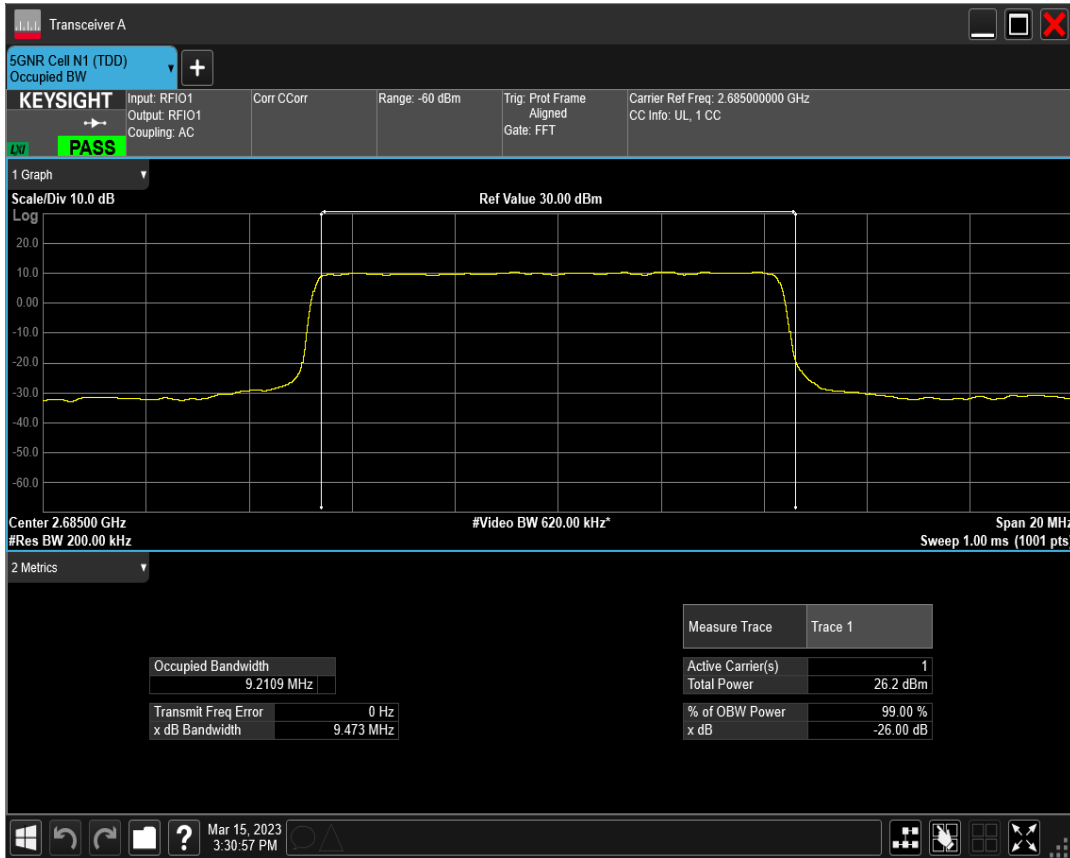 Transceiver A
5GNR Cell N1 (TDD)
Occupied BW
+
KEYSIGHT
LXI
PASS
Input: RFIO1
Output: RFIO1
Coupling: AC
Corr CCorr
Range: -60 dBm
Trig: Prot Frame
Aligned
Gate: FFT
Carrier Ref Freq: 2.685000000 GHz
CC Info: UL, 1 CC
1 Graph
Scale/Div 10.0 dB
Ref Value 30.00 dBm
Log
20.0
10.0
0.00
-10.0
-20.0
-30.0
-40.0
-50.0
-60.0
Center 2.68500 GHz
#Video BW 620.00 kHz*
Span 20 MHz
#Res BW 200.00 kHz
Sweep 1.00 ms (1001 pts)
2 Metrics
Measure Trace Trace 1
Occupied Bandwidth
9.2109 MHz
Active Carrier(s) 1
Total Power 26.2 dBm
Transmit Freq Error 0 Hz
x dB Bandwidth 9.473 MHz
% of OBW Power 99.00 %
x dB -26.00 dB
?
Mar 15, 2023
3:30:57 PM